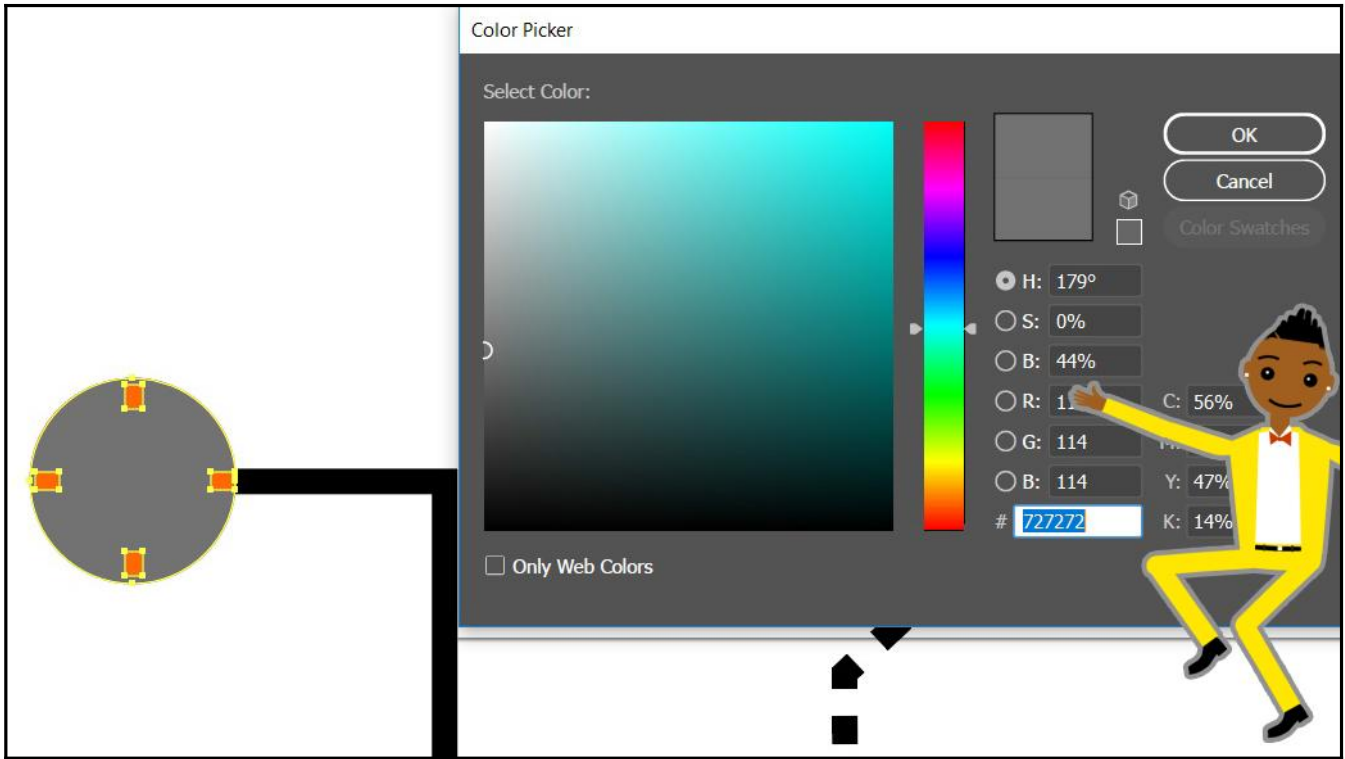 Color Picker
Select Color:
OK
Cancel
Color Swatches
H: 179°
S: 0%
B: 44%
R:
C: 56%
G: 114
B: 114
Y: 47%
# 727272
K: 14%
Only Web Colors